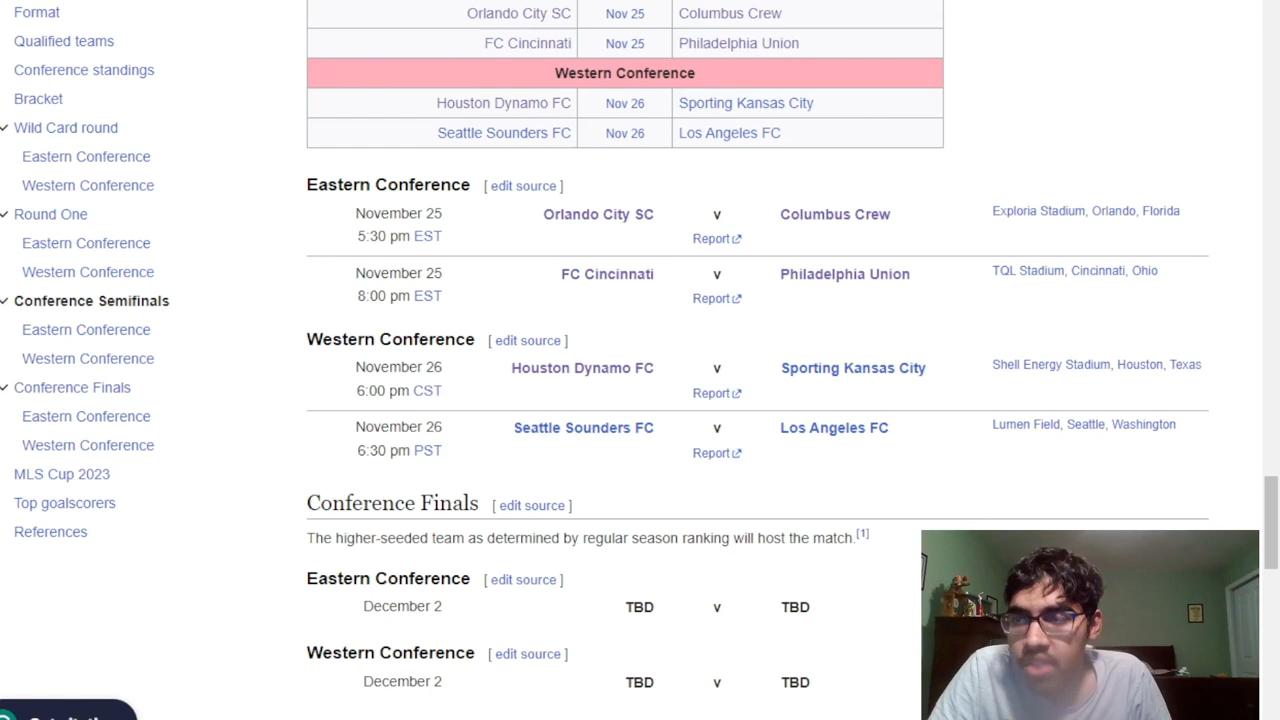 Format
Qualified teams
Conference standings
Bracket
Wild Card round
Eastern Conference
Western Conference
Round One
Eastern Conference
Western Conference
Conference Semifinals
Eastern Conference
Western Conference
Conference Finals
Eastern Conference
Western Conference
MLS Cup 2023
Top goalscorers
References
Orlando City SC Nov 25 Columbus Crew
FC Cincinnati Nov 25 Philadelphia Union
Western Conference
Houston Dynamo FC Nov 26 Sporting Kansas City
Seattle Sounders FC Nov 26 Los Angeles FC
Eastern Conference [ edit source ]
November 25 Orlando City SC v Columbus Crew Exploria Stadium, Orlando, Florida
5:30 pm EST Report
November 25 FC Cincinnati v Philadelphia Union TQL Stadium, Cincinnati, Ohio
8:00 pm EST Report
Western Conference [ edit source ]
November 26 Houston Dynamo FC v Sporting Kansas City Shell Energy Stadium, Houston, Texas
6:00 pm CST Report
November 26 Seattle Sounders FC v Los Angeles FC Lumen Field, Seattle, Washington
6:30 pm PST Report
Conference Finals [ edit source ]
The higher-seeded team as determined by regular season ranking will host the match.[1]
Eastern Conference [ edit source ]
December 2 TBD v TBD
Western Conference [ edit source ]
December 2 TBD v TBD